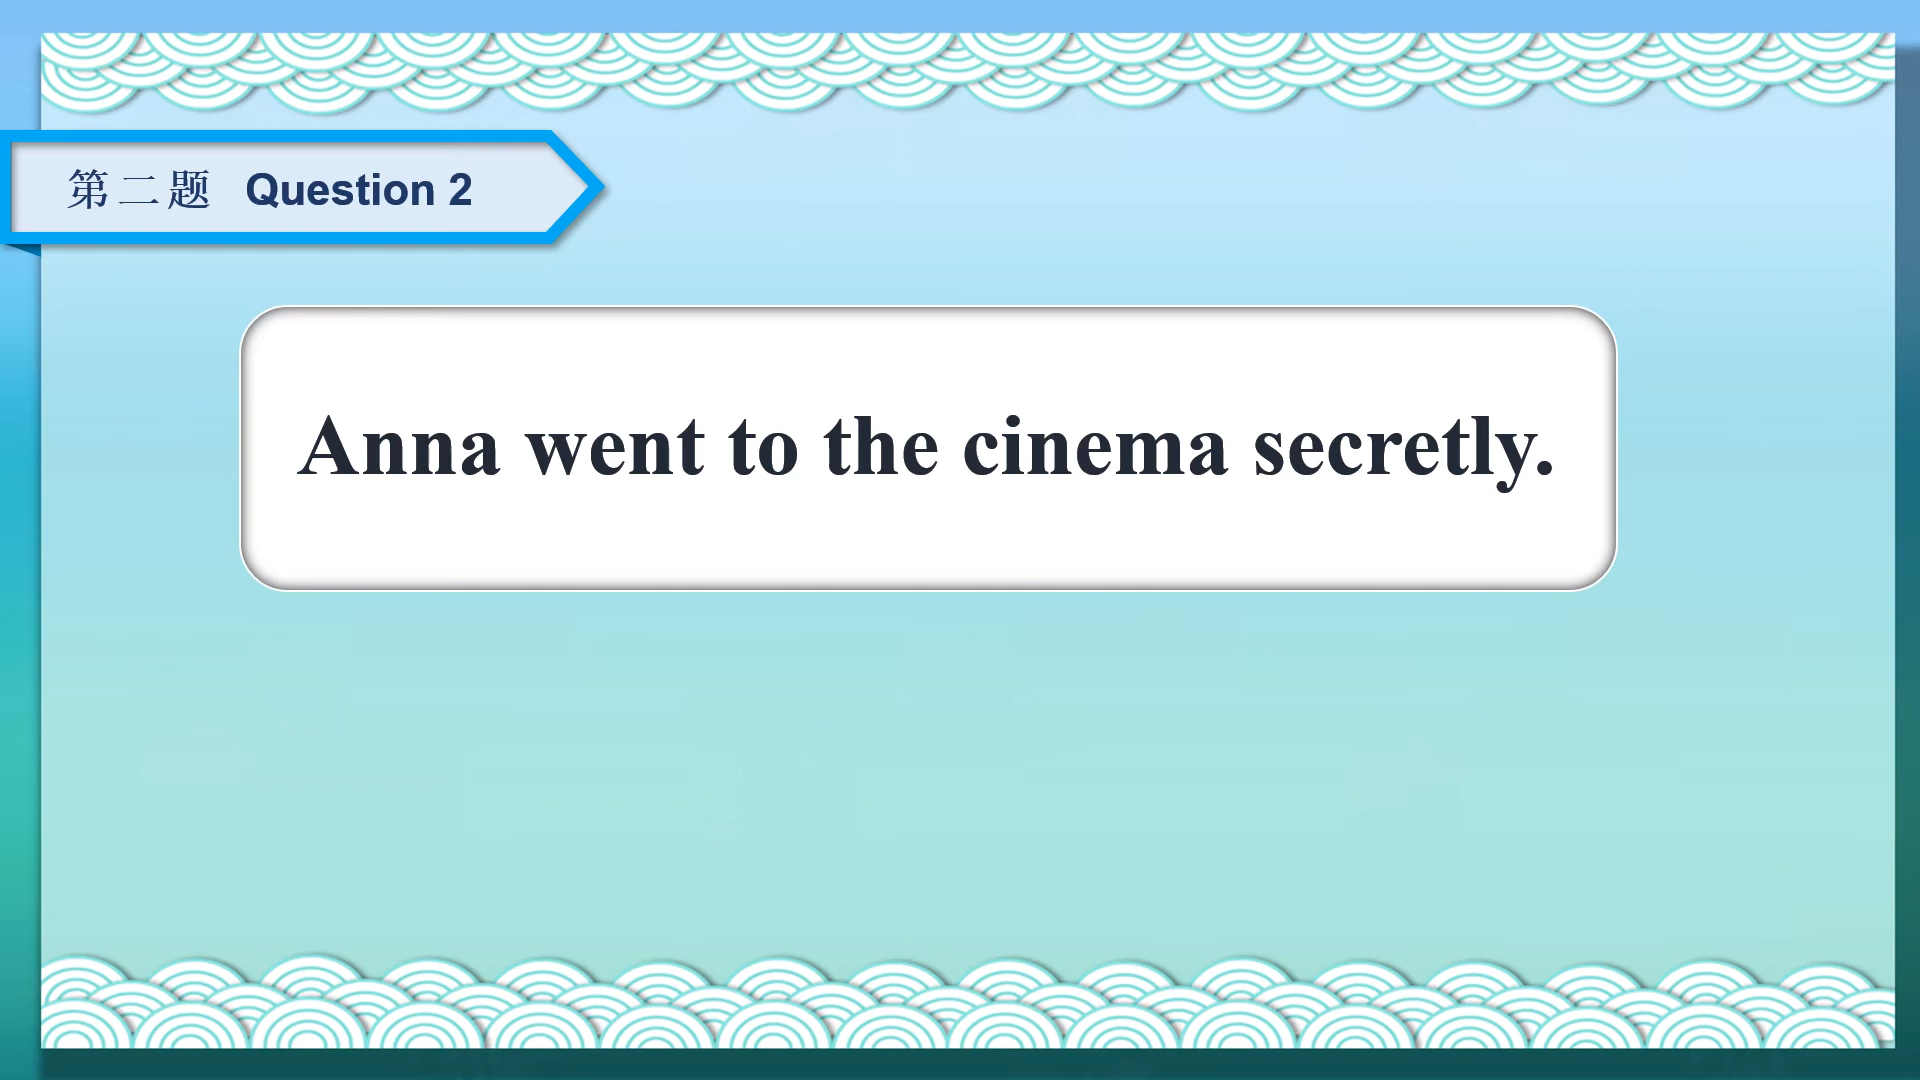 第二题 Question 2
Anna went to the cinema secretly.